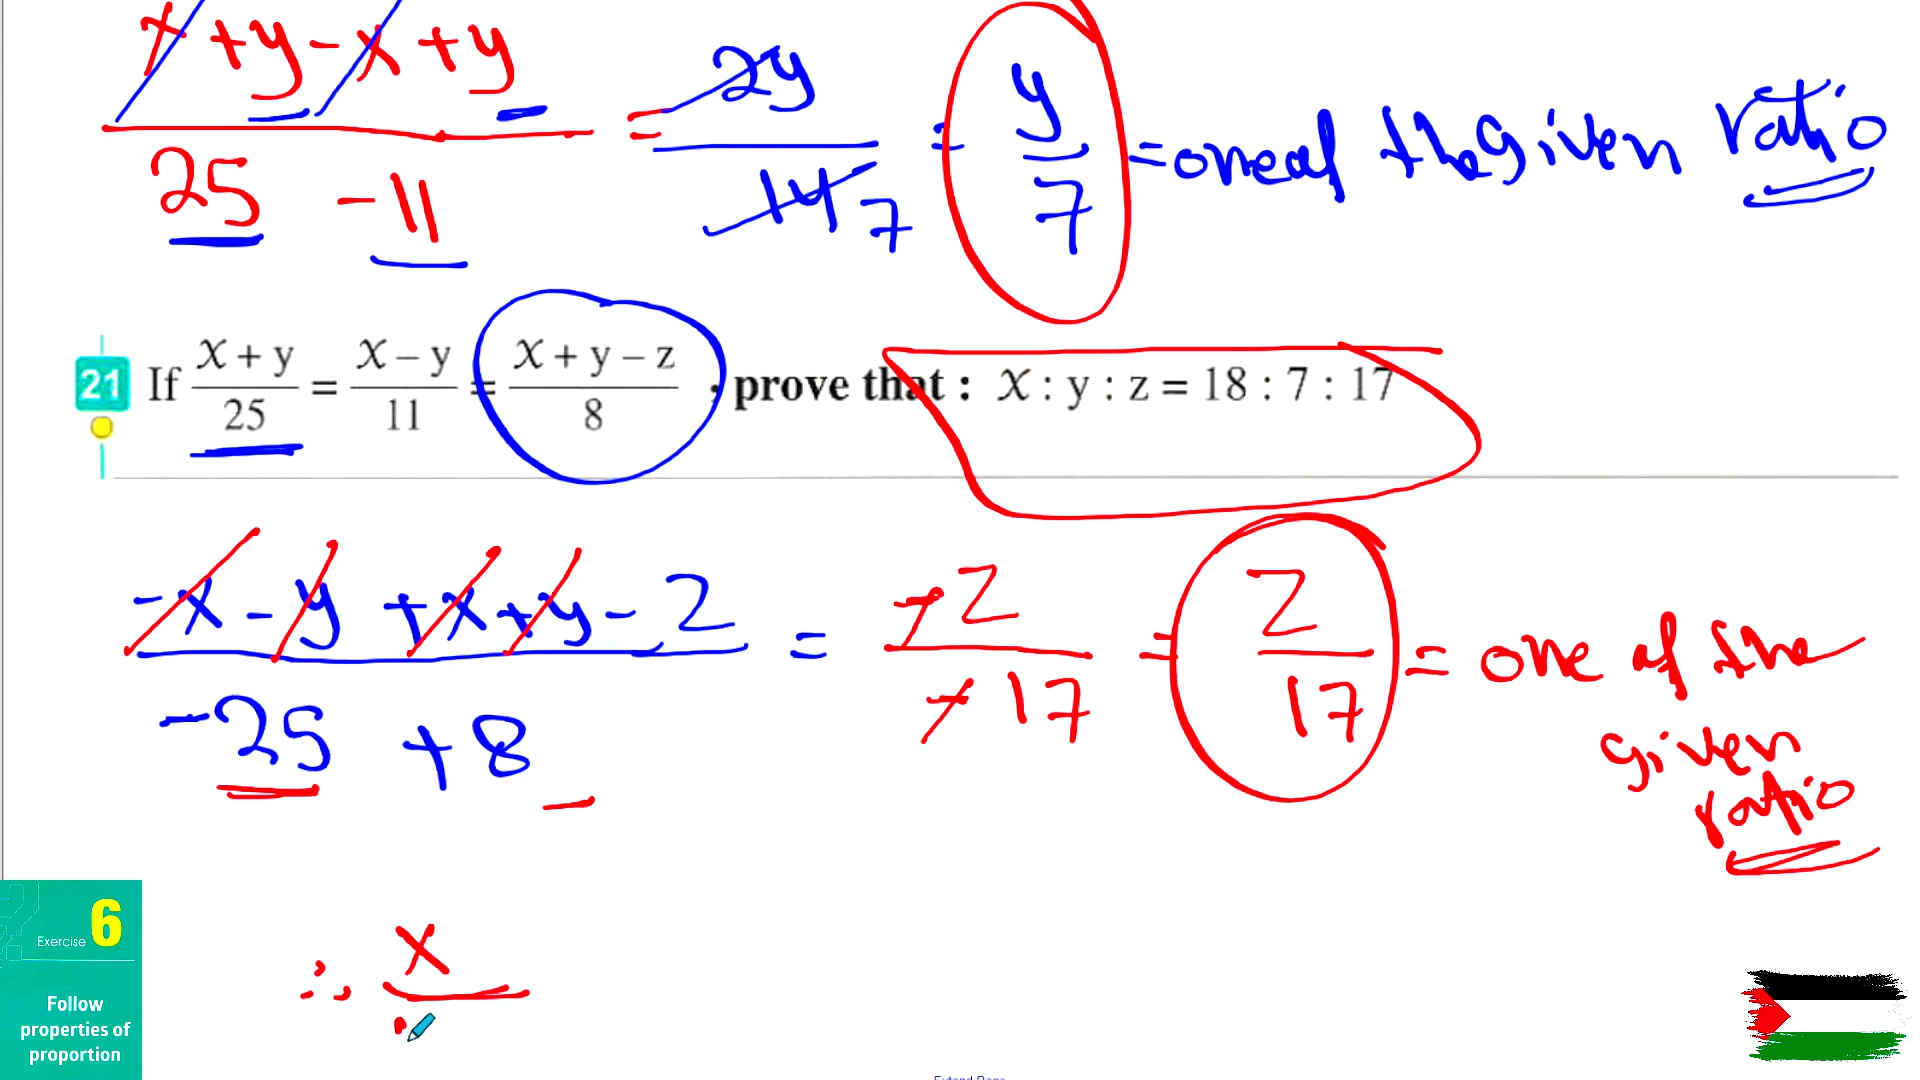 x + y - x + y / 25 - 11 = 2y / 14 7 = y / 7 = one of the given ratio
21 If X + y / 25 = X – y / 11 = X + y – z / 8 , prove that : X : y : z = 18 : 7 : 17
-x - y + x + y - z / -25 + 8 = -z / -17 = z / 17 = one of the
given
ratio
6
Exercise
Follow
properties of
proportion
∴ x